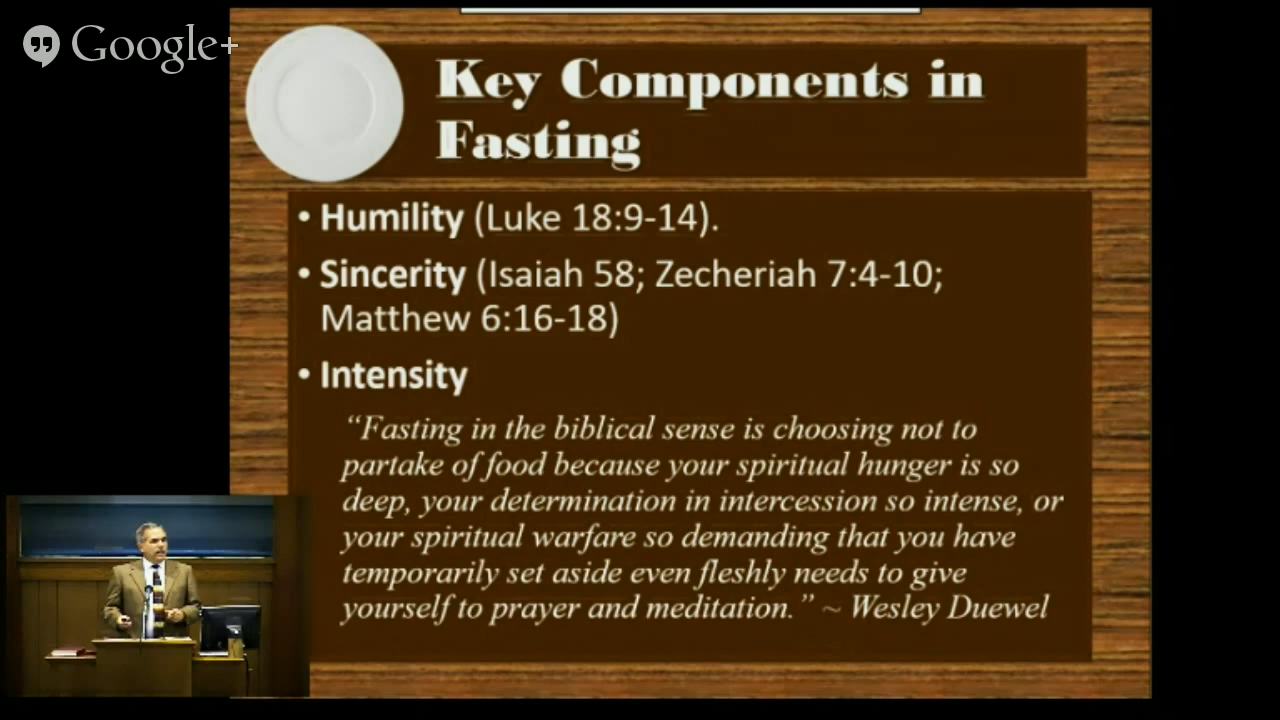 Google+
Key Components in
Fasting
• Humility (Luke 18:9-14).
• Sincerity (Isaiah 58; Zecheriah 7:4-10;
Matthew 6:16-18)
• Intensity
“Fasting in the biblical sense is choosing not to
partake of food because your spiritual hunger is so
deep, your determination in intercession so intense, or
your spiritual warfare so demanding that you have
temporarily set aside even fleshly needs to give
yourself to prayer and meditation.” ~ Wesley Duewel